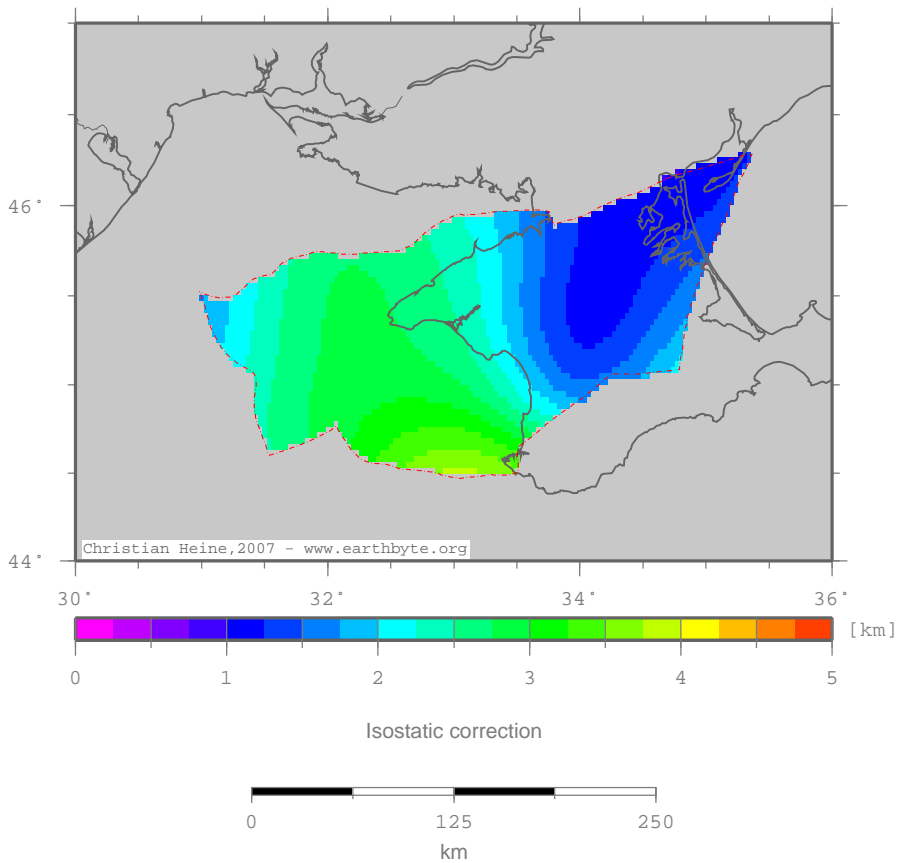 46°
44°
Christian Heine,2007 - www.earthbyte.org
30° 32° 34° 36°
[km]
0 1 2 3 4 5
Isostatic correction
0 125 250
km